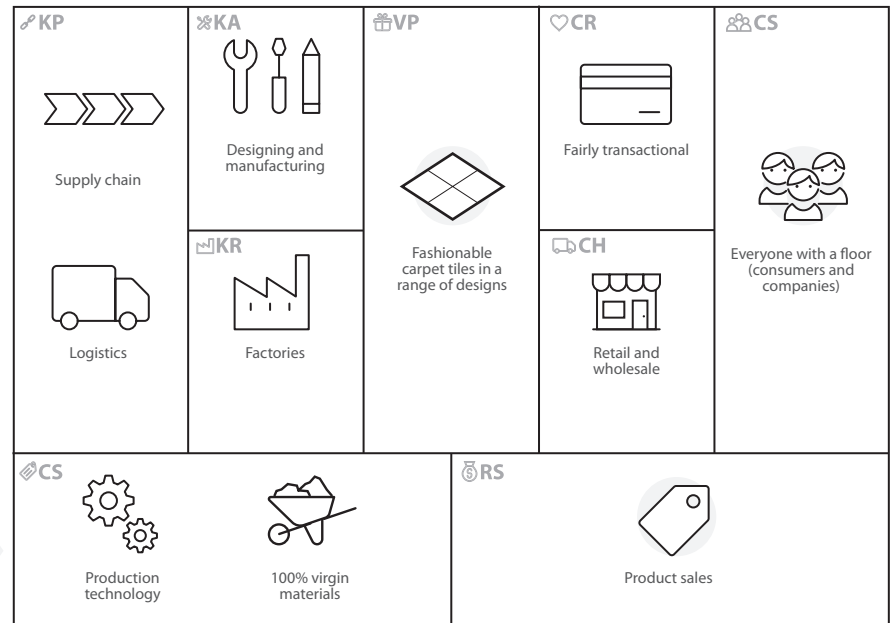 KP
Supply chain
Logistics
KA
Designing and
manufacturing
KR
Factories
VP
Fashionable
carpet tiles in a
range of designs
CR
Fairly transactional
CH
Retail and
wholesale
CS
Everyone with a floor
(consumers and
companies)
CS
Production
technology
100% virgin
materials
RS
Product sales